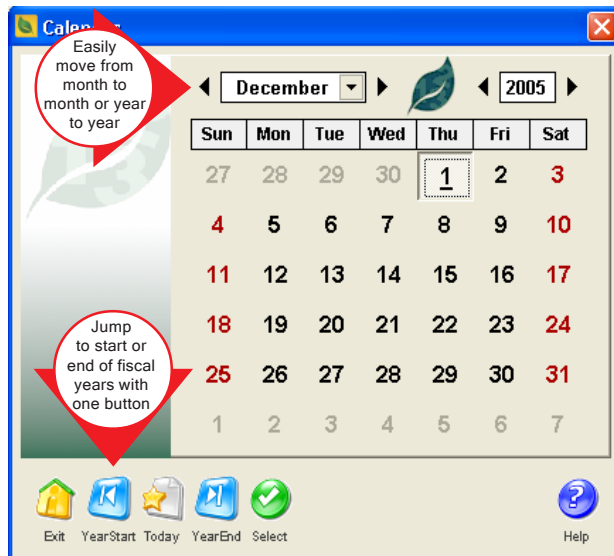 Calendar
Easily
move from
month to
month or year
to year
December
2005
Sun Mon Tue Wed Thu Fri Sat
27 28 29 30 1 2 3
4 5 6 7 8 9 10
11 12 13 14 15 16 17
18 19 20 21 22 23 24
25 26 27 28 29 30 31
1 2 3 4 5 6 7
Jump
to start or
end of fiscal
years with
one button
Exit YearStart Today YearEnd Select Help